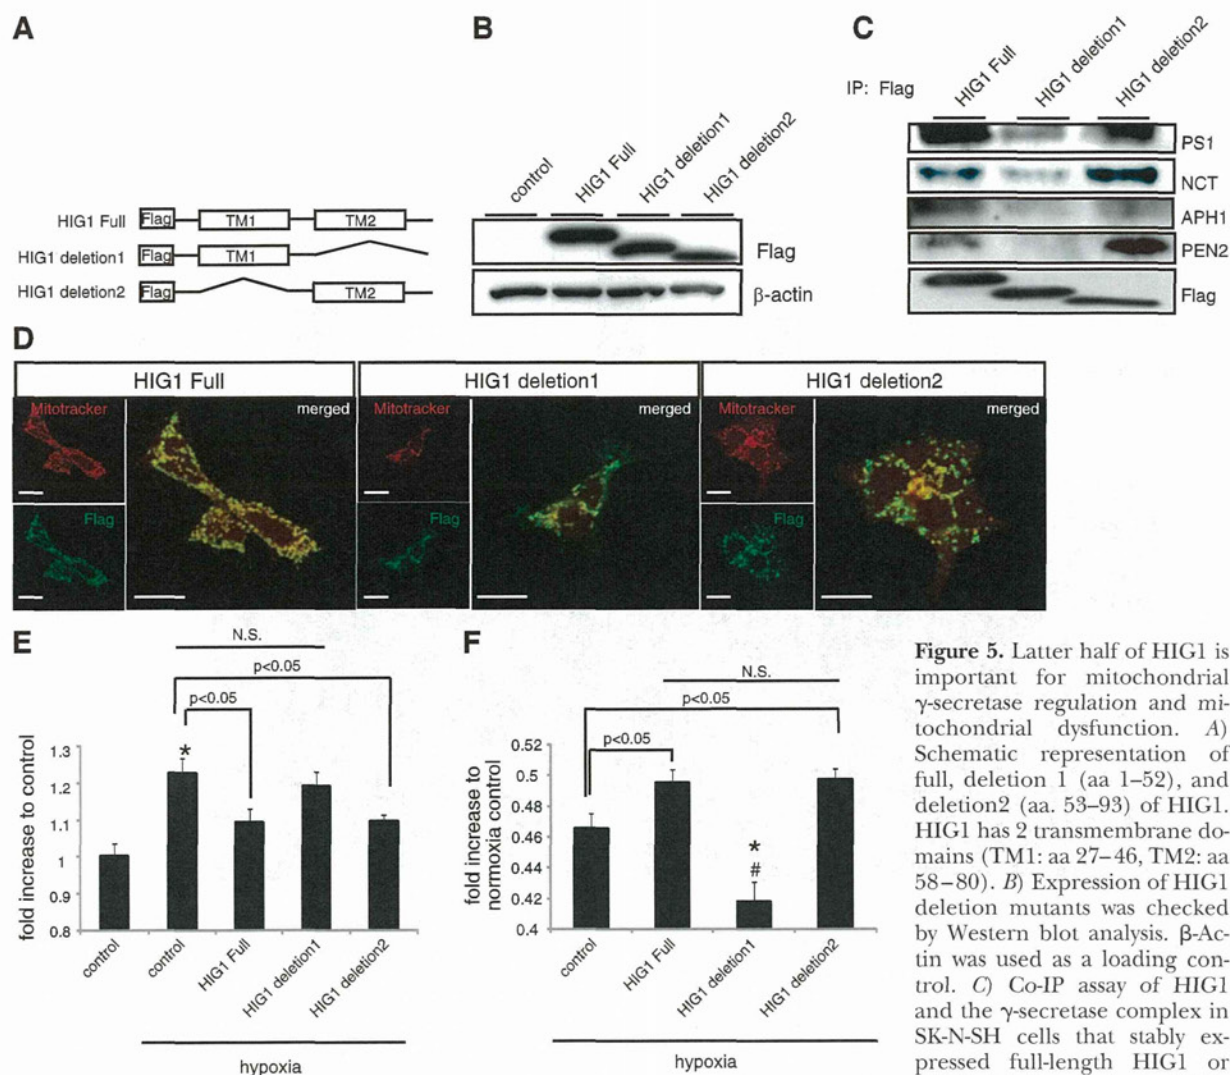 A
HIG1 Full
Flag
TM1
TM2
HIG1 deletion1
Flag
TM1
HIG1 deletion2
Flag
TM2
B
control
HIG1 Full
HIG1 deletion1
HIG1 deletion2
Flag
β-actin
C
IP: Flag
HIG1 Full
HIG1 deletion1
HIG1 deletion2
PS1
NCT
APH1
PEN2
Flag
D
HIG1 Full
HIG1 deletion1
HIG1 deletion2
Mitotracker
merged
Flag
Mitotracker
merged
Flag
Mitotracker
merged
Flag
E
N.S.
p<0.05
p<0.05
fold increase to control
1.3
1.2
1.1
1
0.9
0.8
*
control
control
HIG1 Full
HIG1 deletion1
HIG1 deletion2
hypoxia
F
N.S.
p<0.05
p<0.05
fold increase to
normoxia control
0.52
0.5
0.48
0.46
0.44
0.42
0.4
*
#
control
HIG1 Full
HIG1 deletion1
HIG1 deletion2
hypoxia
Figure 5. Latter half of HIG1 is
important for mitochondrial
γ-secretase regulation and mi-
tochondrial dysfunction. A)
Schematic representation of
full, deletion 1 (aa 1–52), and
deletion2 (aa. 53–93) of HIG1.
HIG1 has 2 transmembrane do-
mains (TM1: aa 27–46, TM2: aa
58–80). B) Expression of HIG1
deletion mutants was checked
by Western blot analysis. β-Ac-
tin was used as a loading con-
trol. C) Co-IP assay of HIG1
and the γ-secretase complex in
SK-N-SH cells that stably ex-
pressed full-length HIG1 or